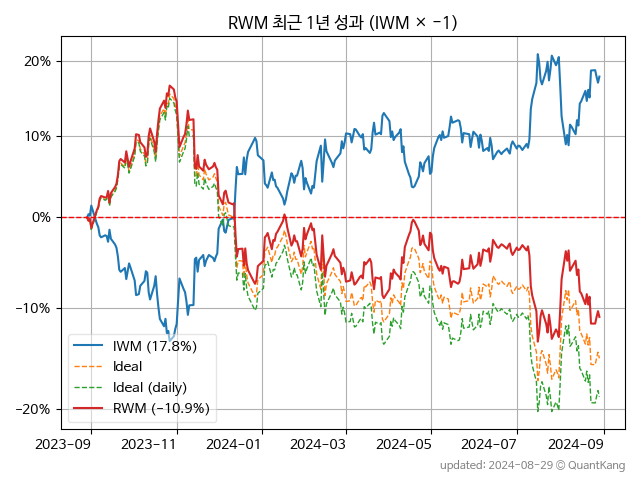 RWM 최근 1년 성과 (IWM × −1)
20%
10%
0%
−10%
−20%
IWM (17.8%)
Ideal
Ideal (daily)
RWM (−10.9%)
2023−09
2023−11
2024−01
2024−03
2024−05
2024−07
2024−09
updated: 2024-08-29 © QuantKang